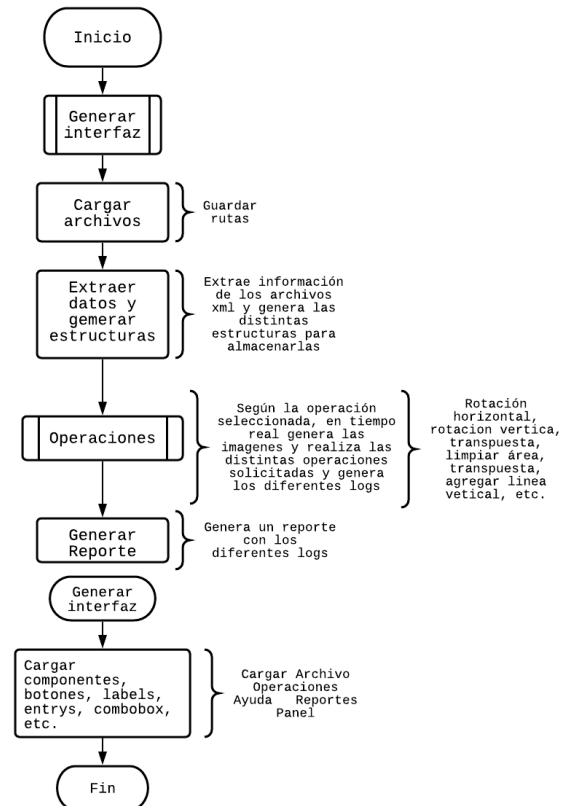 Inicio
Generar
interfaz
Cargar
archivos
Guardar
rutas
Extraer
datos y
gemerar
estructuras
Extrae información
de los archivos
xml y genera las
distintas
estructuras para
almacenarlas
Operaciones
Según la operación
seleccionada, en tiempo
real genera las
imagenes y realiza las
distintas operaciones
solicitadas y genera
los diferentes logs
Rotación
horizontal,
rotacion vertica,
transpuesta,
limpiar área,
transpuesta,
agregar linea
vetical, etc.
Generar
Reporte
Genera un reporte
con los
diferentes logs
Generar
interfaz
Cargar
componentes,
botones, labels,
entrys, combobox,
etc.
Cargar Archivo
Operaciones
Ayuda Reportes
Panel
Fin